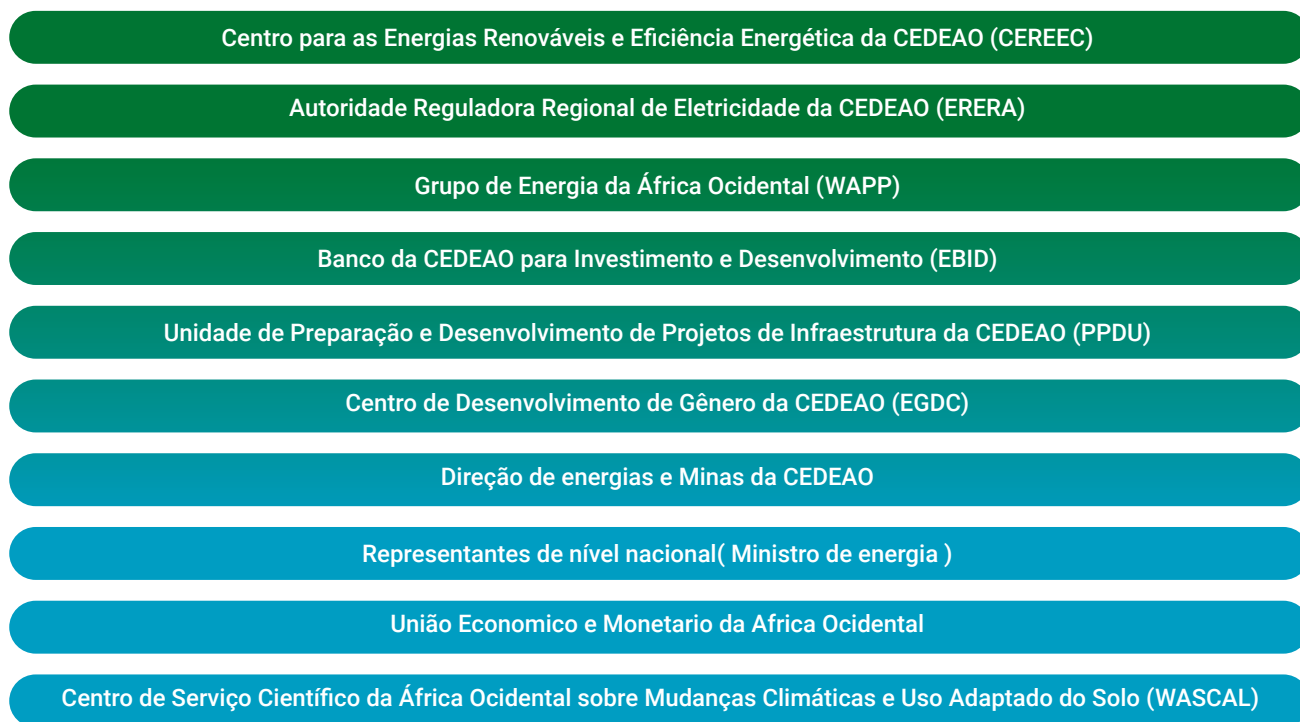 Centro para as Energias Renováveis e Eficiência Energética da CEDEAO (CEREEC)
Autoridade Reguladora Regional de Eletricidade da CEDEAO (ERERA)
Grupo de Energia da África Ocidental (WAPP)
Banco da CEDEAO para Investimento e Desenvolvimento (EBID)
Unidade de Preparação e Desenvolvimento de Projetos de Infraestrutura da CEDEAO (PPDU)
Centro de Desenvolvimento de Gênero da CEDEAO (EGDC)
Direção de energias e Minas da CEDEAO
Representantes de nível nacional( Ministro de energia )
União Economico e Monetario da Africa Ocidental
Centro de Serviço Científico da África Ocidental sobre Mudanças Climáticas e Uso Adaptado do Solo (WASCAL)